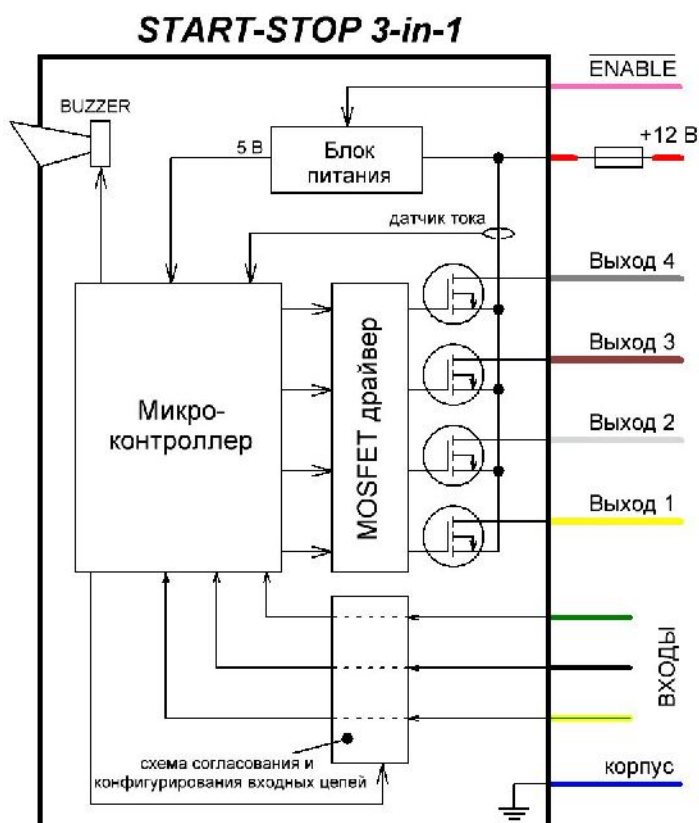 START-STOP 3-in-1
ENABLE
BUZZER
+12 В
5 В
Блок
питания
датчик тока
Выход 4
Выход 3
Микро-
контроллер
MOSFET драйвер
Выход 2
Выход 1
ВХОДЫ
схема согласования и
конфигурирования входных цепей
корпус